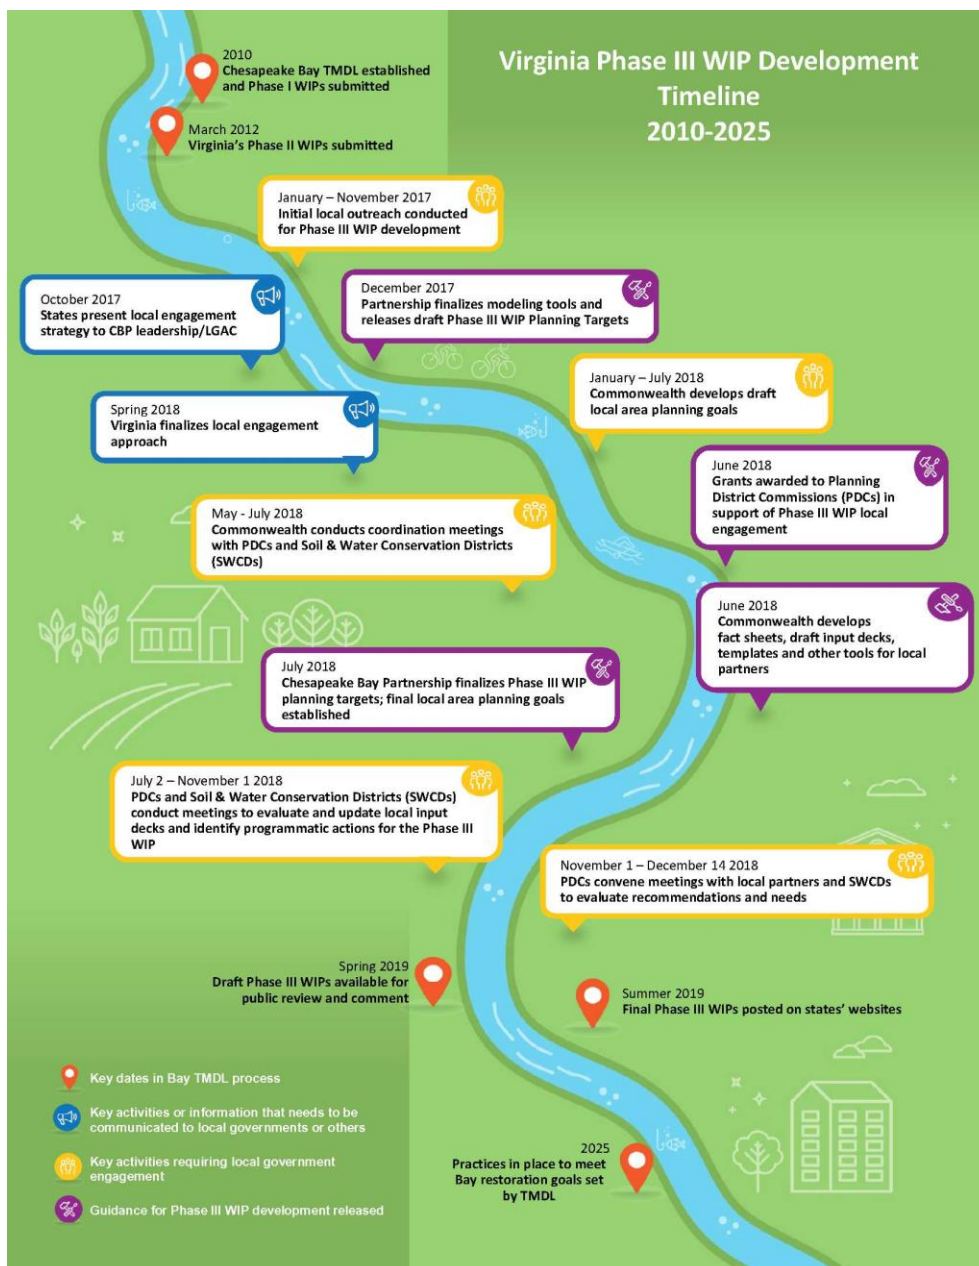 Virginia Phase III WIP Development
Timeline
2010-2025
2010
Chesapeake Bay TMDL established
and Phase I WIPs submitted
March 2012
Virginia's Phase II WIPs submitted
January – November 2017
Initial local outreach conducted
for Phase III WIP development
October 2017
States present local engagement
strategy to CBP leadership/LGAC
December 2017
Partnership finalizes modeling tools and
releases draft Phase III WIP Planning Targets
January – July 2018
Commonwealth develops draft
local area planning goals
Spring 2018
Virginia finalizes local engagement
approach
June 2018
Grants awarded to Planning
District Commissions (PDCs) in
support of Phase III WIP local
engagement
May - July 2018
Commonwealth conducts coordination meetings
with PDCs and Soil & Water Conservation Districts
(SWCDs)
June 2018
Commonwealth develops
fact sheets, draft input decks,
templates and other tools for local
partners
July 2018
Chesapeake Bay Partnership finalizes Phase III WIP
planning targets; final local area planning goals
established
July 2 – November 1 2018
PDCs and Soil & Water Conservation Districts (SWCDs)
conduct meetings to evaluate and update local input
decks and identify programmatic actions for the Phase III
WIP
November 1 – December 14 2018
PDCs convene meetings with local partners and SWCDs
to evaluate recommendations and needs
Spring 2019
Draft Phase III WIPs available for
public review and comment
Summer 2019
Final Phase III WIPs posted on states' websites
Key dates in Bay TMDL process
Key activities or information that needs to be
communicated to local governments or others
Key activities requiring local government
engagement
Guidance for Phase III WIP development released
2025
Practices in place to meet
Bay restoration goals set
by TMDL